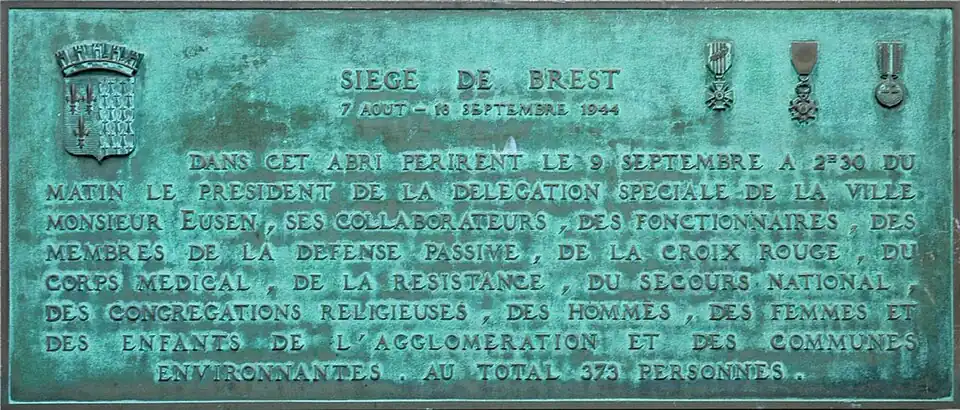 SIEGE DE BREST
7 AOUT - 18 SEPTEMBRE 1944
DANS CET ABRI PERIRENT LE 9 SEPTEMBRE A 2H30 DU
MATIN LE PRESIDENT DE LA DELEGATION SPECIALE DE LA VILLE
MONSIEUR EUSEN, SES COLLABORATEURS, DES FONCTIONNAIRES, DES
MEMBRES DE LA DEFENSE PASSIVE, DE LA CROIX ROUGE, DU
CORPS MEDICAL, DE LA RESISTANCE, DU SECOURS NATIONAL,
DES CONGREGATIONS RELIGIEUSES, DES HOMMES, DES FEMMES ET
DES ENFANTS DE L'AGGLOMERATION ET DES COMMUNES
ENVIRONNANTES. AU TOTAL 373 PERSONNES.